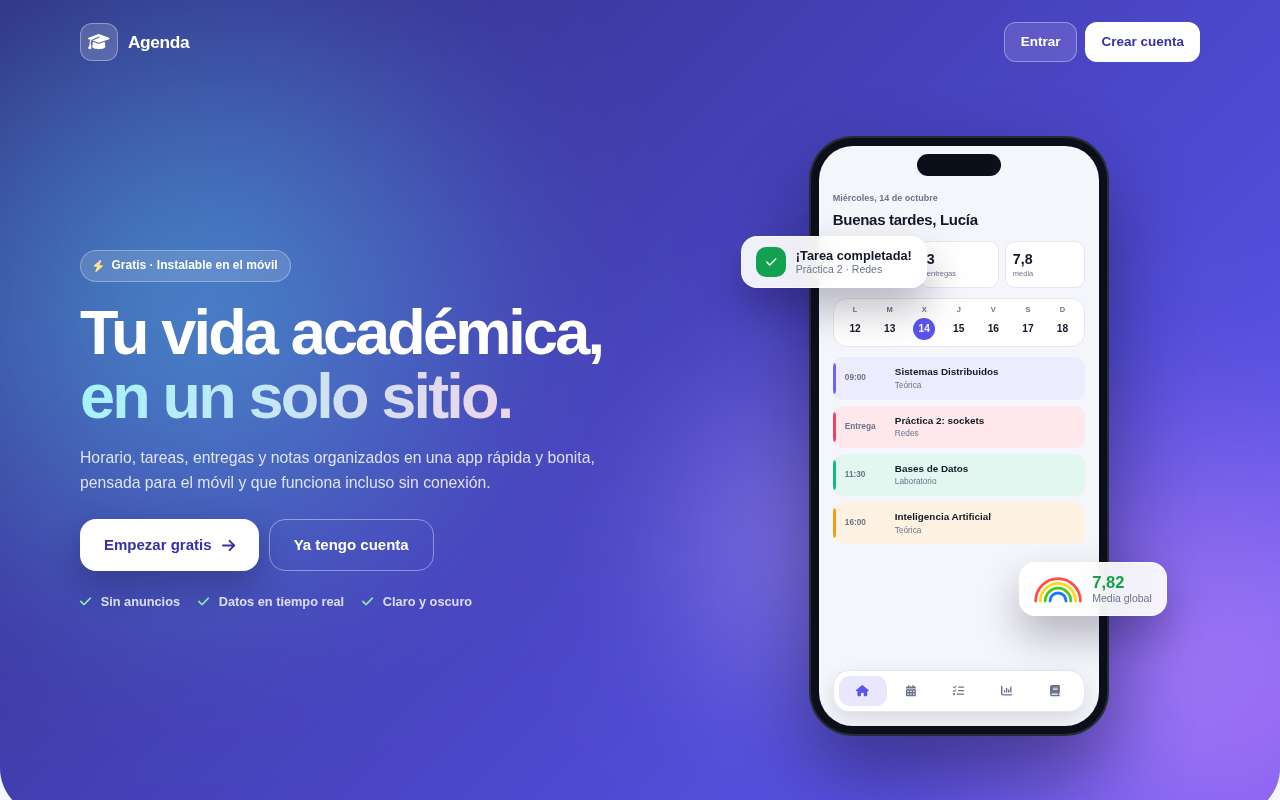 Agenda
Entrar
Crear cuenta
Gratis · Instalable en el móvil
Tu vida académica,
en un solo sitio.
Horario, tareas, entregas y notas organizados en una app rápida y bonita,
pensada para el móvil y que funciona incluso sin conexión.
Empezar gratis
Ya tengo cuenta
Sin anuncios
Datos en tiempo real
Claro y oscuro
Miércoles, 14 de octubre
Buenas tardes, Lucía
¡Tarea completada!
Práctica 2 · Redes
3
entregas
7,8
media
L M X J V S D
12 13 14 15 16 17 18
09:00
Sistemas Distribuidos
Teórica
Entrega
Práctica 2: sockets
Redes
11:30
Bases de Datos
Laboratorio
16:00
Inteligencia Artificial
Teórica
7,82
Media global